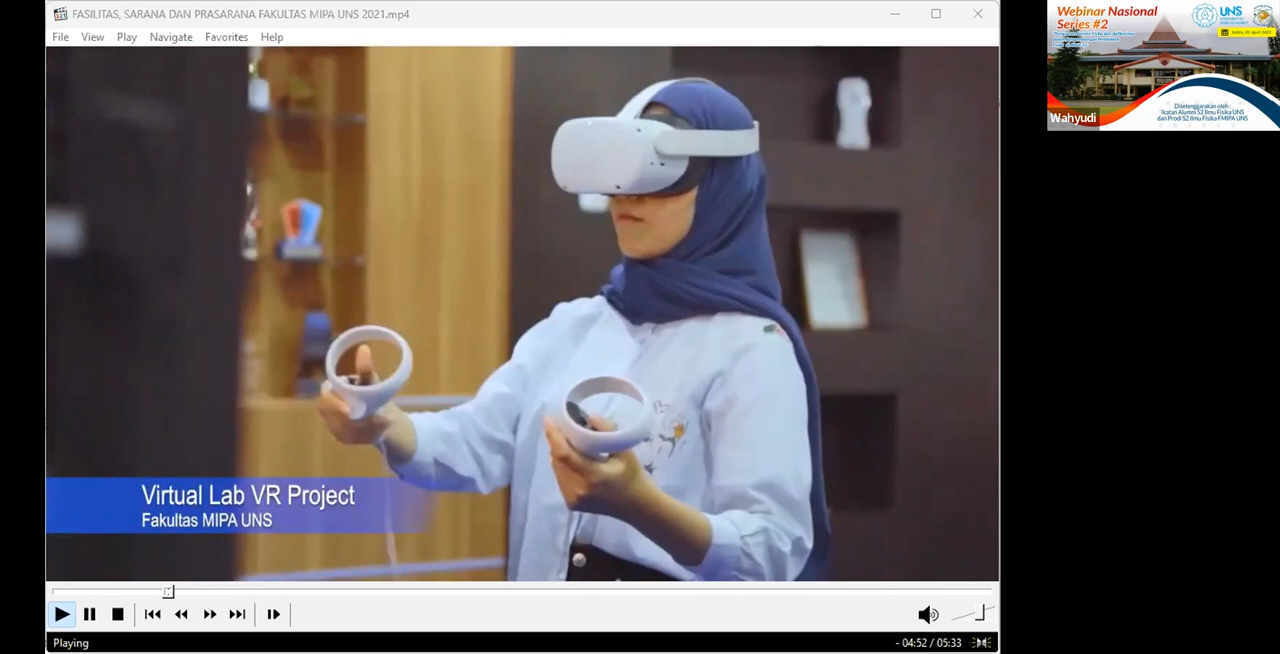 FASILITAS, SARANA DAN PRASARANA FAKULTAS MIPA UNS 2021.mp4
File View Play Navigate Favorites Help
Virtual Lab VR Project
Fakultas MIPA UNS
Playing
- 04:52 / 05:33
Webinar Nasional
Series #2
UNS
Diselenggarakan oleh :
Ikatan Alumni S2 Ilmu Fisika UNS
dan Prodi S2 Ilmu Fisika FMIPA UNS
Wahyudi